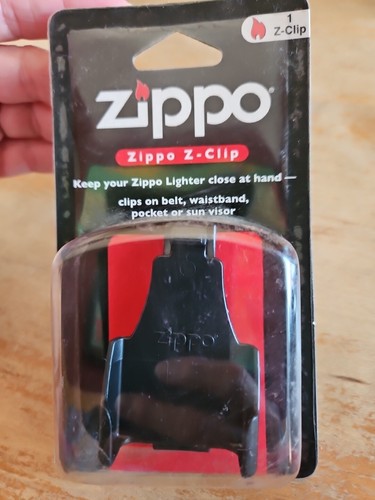 1
Z-Clip
zippo®
Zippo Z-Clip
Keep your Zippo Lighter close at hand —
clips on belt, waistband,
pocket or sun visor
zippo